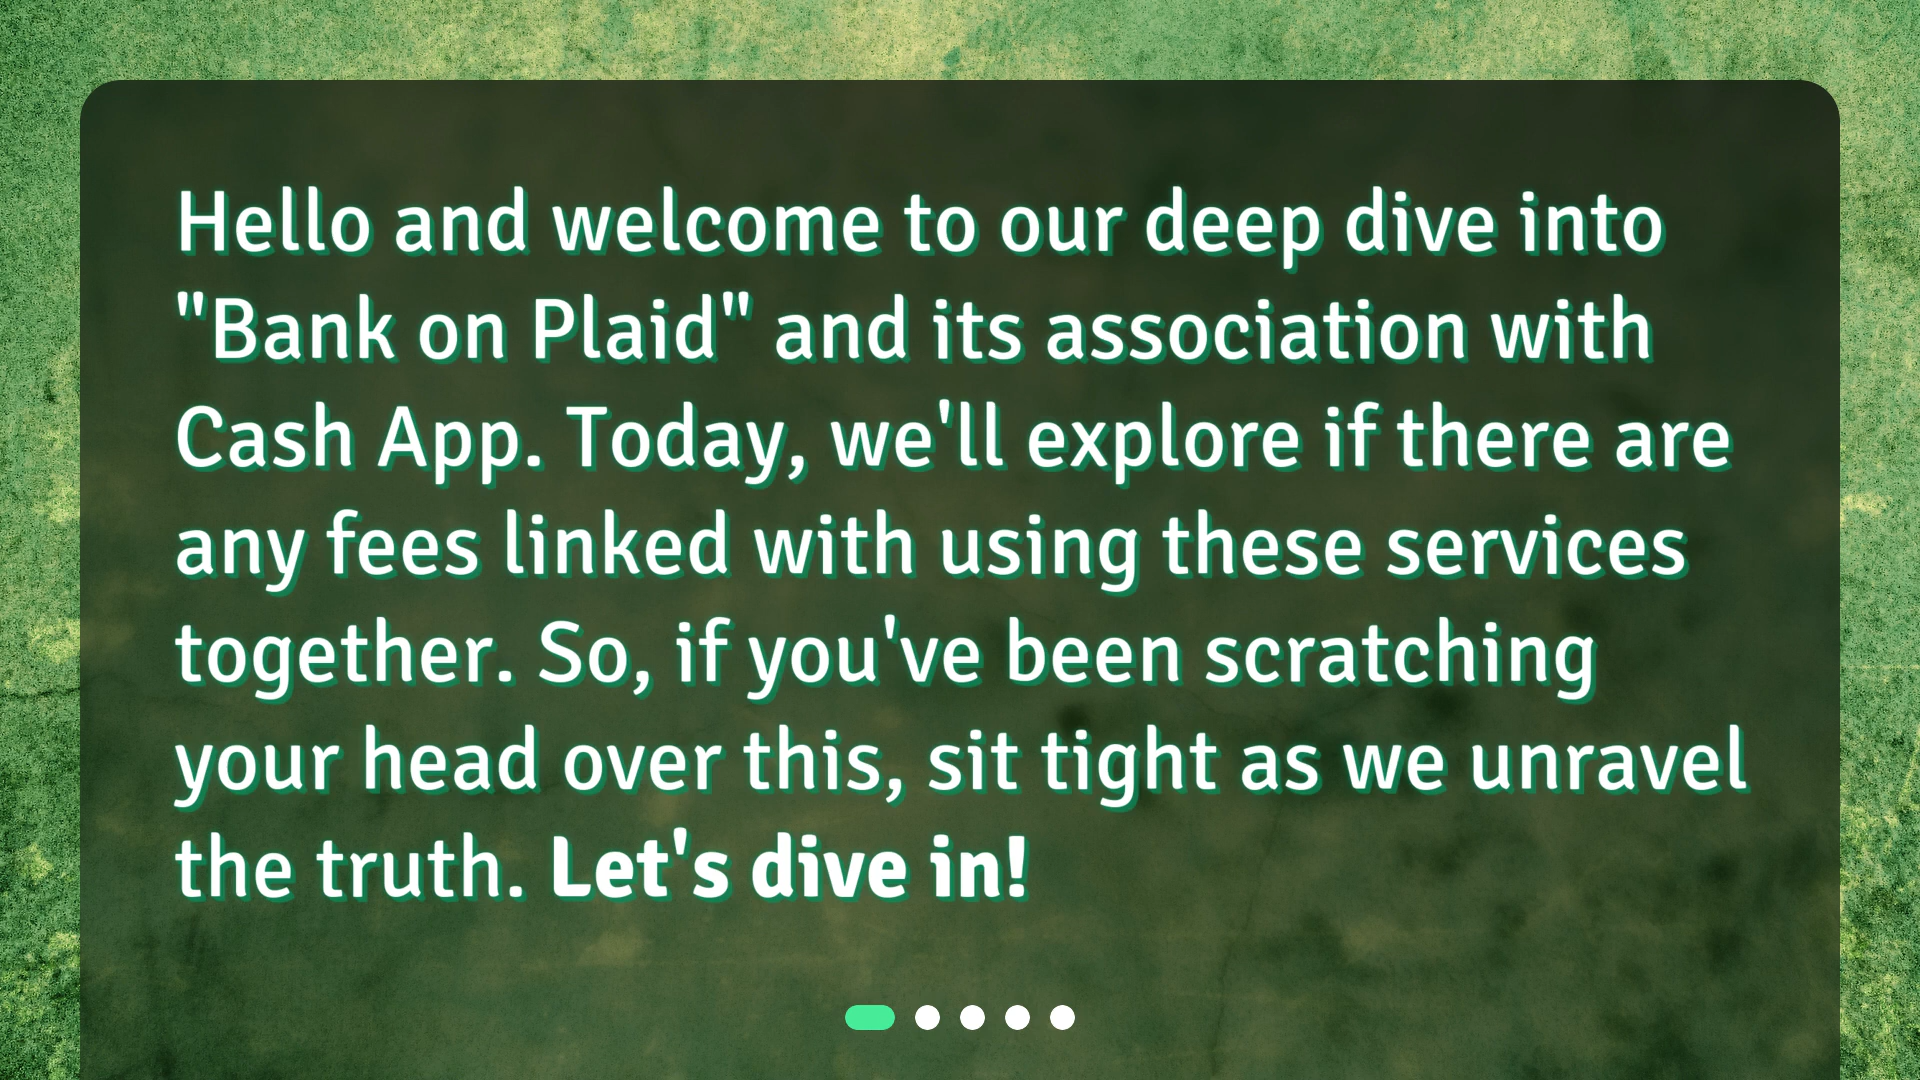 Hello and welcome to our deep dive into
"Bank on Plaid" and its association with
Cash App. Today, we'll explore if there are
any fees linked with using these services
together. So, if you've been scratching
your head over this, sit tight as we unravel
the truth. Let's dive in!